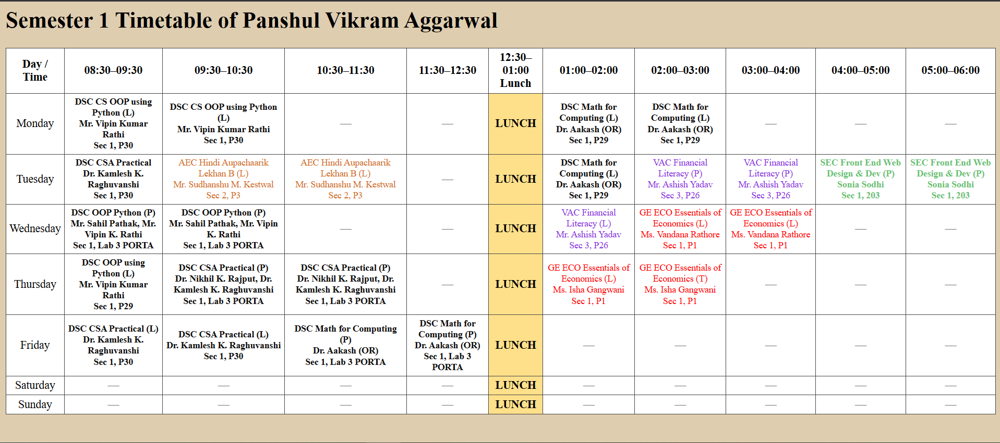 Semester 1 Timetable of Panshul Vikram Aggarwal
Day /
Time
08:30–09:30
09:30–10:30
10:30–11:30
11:30–12:30
12:30–
01:00
Lunch
01:00–02:00
02:00–03:00
03:00–04:00
04:00–05:00
05:00–06:00
Monday
DSC CS OOP using
Python (L)
Mr. Vipin Kumar
Rathi
Sec 1, P30
DSC CS OOP using Python
(L)
Mr. Vipin Kumar Rathi
Sec 1, P30
—
—
LUNCH
DSC Math for
Computing (L)
Dr. Aakash (OR)
Sec 1, P29
DSC Math for
Computing (L)
Dr. Aakash (OR)
Sec 1, P29
—
—
—
Tuesday
DSC CSA Practical
Dr. Kamlesh K.
Raghuvanshi
Sec 1, P30
AEC Hindi Aupachaarik
Lekhan B (L)
Mr. Sudhanshu M. Kestwal
Sec 2, P3
AEC Hindi Aupachaarik
Lekhan B (L)
Mr. Sudhanshu M. Kestwal
Sec 2, P3
—
LUNCH
DSC Math for
Computing (L)
Dr. Aakash (OR)
Sec 1, P29
VAC Financial
Literacy (P)
Mr. Ashish Yadav
Sec 3, P26
VAC Financial
Literacy (P)
Mr. Ashish Yadav
Sec 3, P26
SEC Front End Web
Design & Dev (P)
Sonia Sodhi
Sec 1, 203
SEC Front End Web
Design & Dev (P)
Sonia Sodhi
Sec 1, 203
Wednesday
DSC OOP Python (P)
Mr. Sahil Pathak, Mr.
Vipin K. Rathi
Sec 1, Lab 3 PORTA
DSC OOP Python (P)
Mr. Sahil Pathak, Mr. Vipin
K. Rathi
Sec 1, Lab 3 PORTA
—
—
LUNCH
VAC Financial
Literacy (L)
Mr. Ashish Yadav
Sec 3, P26
GE ECO Essentials of
Economics (L)
Ms. Vandana Rathore
Sec 1, P1
GE ECO Essentials of
Economics (L)
Ms. Vandana Rathore
Sec 1, P1
—
—
Thursday
DSC OOP using
Python (L)
Mr. Vipin Kumar
Rathi
Sec 1, P29
DSC CSA Practical (P)
Dr. Nikhil K. Rajput, Dr.
Kamlesh K. Raghuvanshi
Sec 1, Lab 3 PORTA
DSC CSA Practical (P)
Dr. Nikhil K. Rajput, Dr.
Kamlesh K. Raghuvanshi
Sec 1, Lab 3 PORTA
—
LUNCH
GE ECO Essentials of
Economics (L)
Ms. Isha Gangwani
Sec 1, P1
GE ECO Essentials of
Economics (T)
Ms. Isha Gangwani
Sec 1, P1
—
—
—
Friday
DSC CSA Practical (L)
Dr. Kamlesh K.
Raghuvanshi
Sec 1, P30
DSC CSA Practical (L)
Dr. Kamlesh K. Raghuvanshi
Sec 1, P30
DSC Math for Computing
(P)
Dr. Aakash (OR)
Sec 1, Lab 3 PORTA
DSC Math for
Computing (P)
Dr. Aakash (OR)
Sec 1, Lab 3
PORTA
LUNCH
—
—
—
—
—
Saturday
—
—
—
—
LUNCH
—
—
—
—
—
Sunday
—
—
—
—
LUNCH
—
—
—
—
—